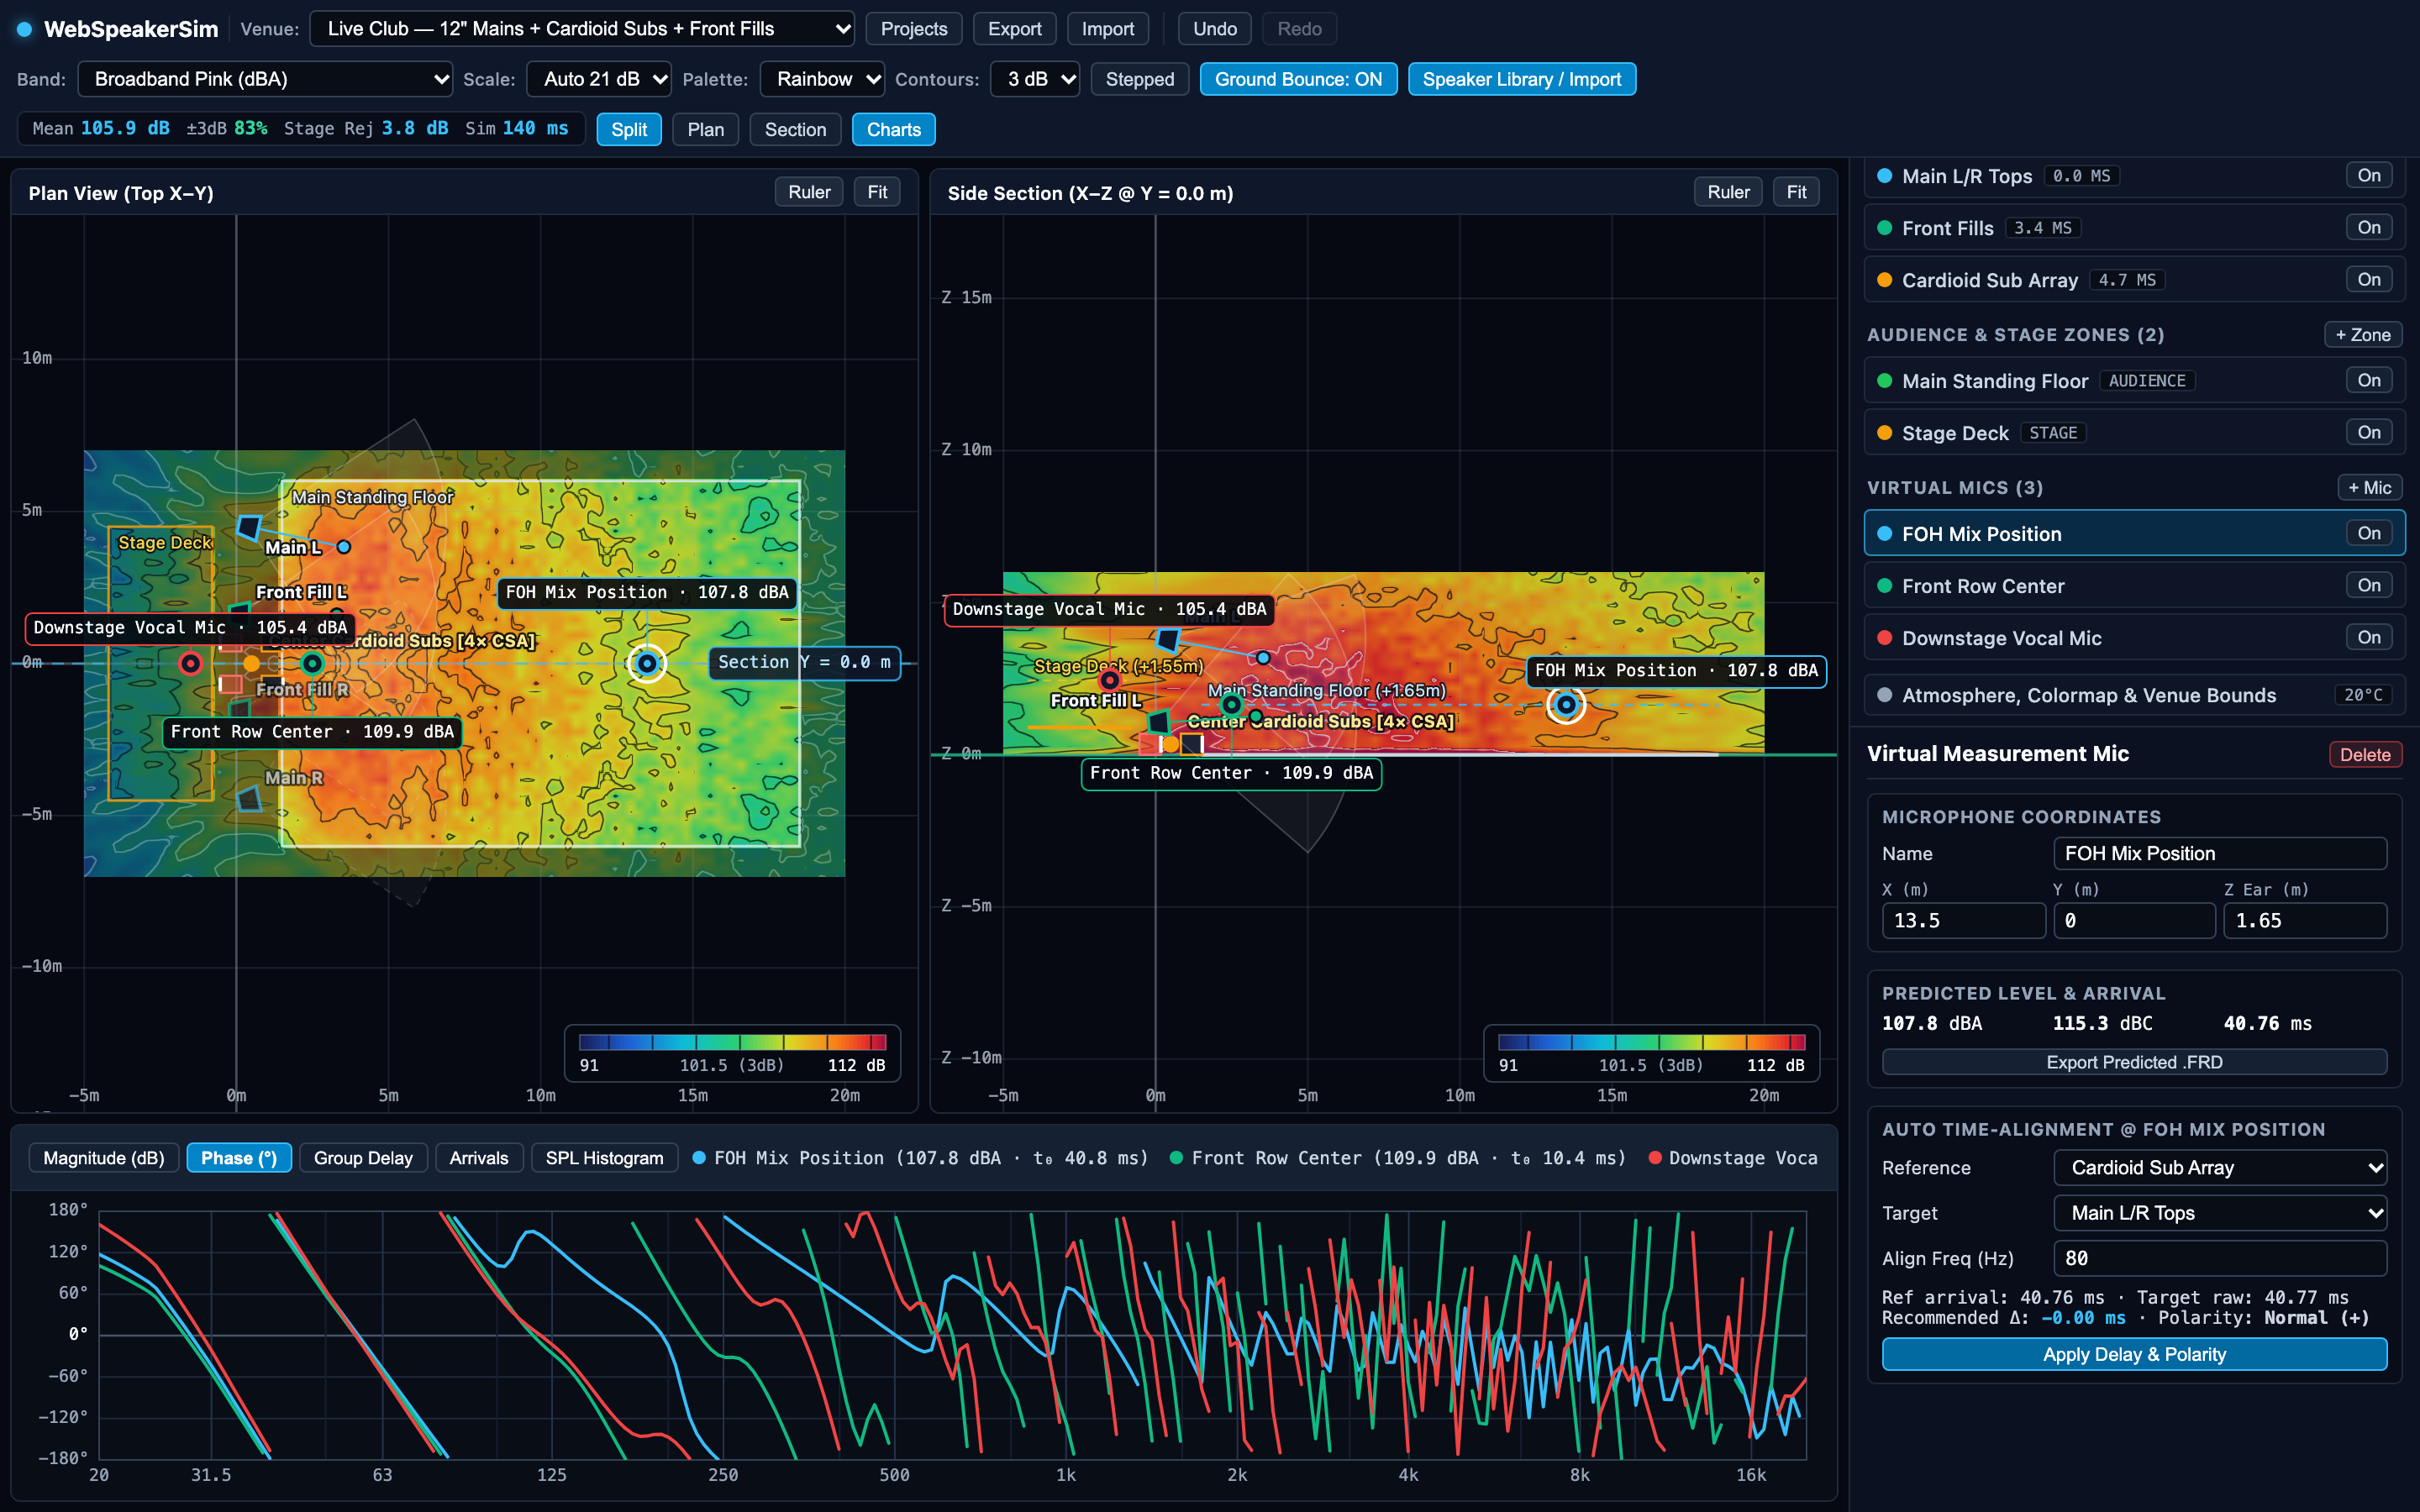 WebSpeakerSim
Venue: Live Club — 12" Mains + Cardioid Subs + Front Fills Projects Export Import Undo Redo
Band: Broadband Pink (dBA) Scale: Auto 21 dB Palette: Rainbow Contours: 3 dB Stepped Ground Bounce: ON Speaker Library / Import
Mean 105.9 dB ±3dB 83% Stage Rej 3.8 dB Sim 140 ms Split Plan Section Charts
Plan View (Top X–Y) Ruler Fit
10m
5m
0m
−5m
−10m
Main Standing Floor
Stage Deck
Main L
Front Fill L
FOH Mix Position · 107.8 dBA
Downstage Vocal Mic · 105.4 dBA
Center Cardioid Subs [4× CSA]
Section Y = 0.0 m
Front Fill R
Front Row Center · 109.9 dBA
Main R
91 101.5 (3dB) 112 dB
−5m 0m 5m 10m 15m 20m
Side Section (X–Z @ Y = 0.0 m) Ruler Fit
Z 15m
Z 10m
Z 0m
Z −5m
Z −10m
Downstage Vocal Mic · 105.4 dBA
Main L
Stage Deck (+1.55m)
FOH Mix Position · 107.8 dBA
Main Standing Floor (+1.65m)
Front Fill L
Center Cardioid Subs [4× CSA]
Front Row Center · 109.9 dBA
91 101.5 (3dB) 112 dB
−5m 0m 5m 10m 15m 20m
Magnitude (dB) Phase (°) Group Delay Arrivals SPL Histogram FOH Mix Position (107.8 dBA · t₀ 40.8 ms) Front Row Center (109.9 dBA · t₀ 10.4 ms) Downstage Voca
180°
120°
60°
0°
−60°
−120°
−180°
20 31.5 63 125 250 500 1k 2k 4k 8k 16k
Main L/R Tops 0.0 MS On
Front Fills 3.4 MS On
Cardioid Sub Array 4.7 MS On
AUDIENCE & STAGE ZONES (2) + Zone
Main Standing Floor AUDIENCE On
Stage Deck STAGE On
VIRTUAL MICS (3) + Mic
FOH Mix Position On
Front Row Center On
Downstage Vocal Mic On
Atmosphere, Colormap & Venue Bounds 20°C
Virtual Measurement Mic Delete
MICROPHONE COORDINATES
Name FOH Mix Position
X (m) Y (m) Z Ear (m)
13.5 0 1.65
PREDICTED LEVEL & ARRIVAL
107.8 dBA 115.3 dBC 40.76 ms
Export Predicted .FRD
AUTO TIME-ALIGNMENT @ FOH MIX POSITION
Reference Cardioid Sub Array
Target Main L/R Tops
Align Freq (Hz) 80
Ref arrival: 40.76 ms · Target raw: 40.77 ms
Recommended Δ: −0.00 ms · Polarity: Normal (+)
Apply Delay & Polarity